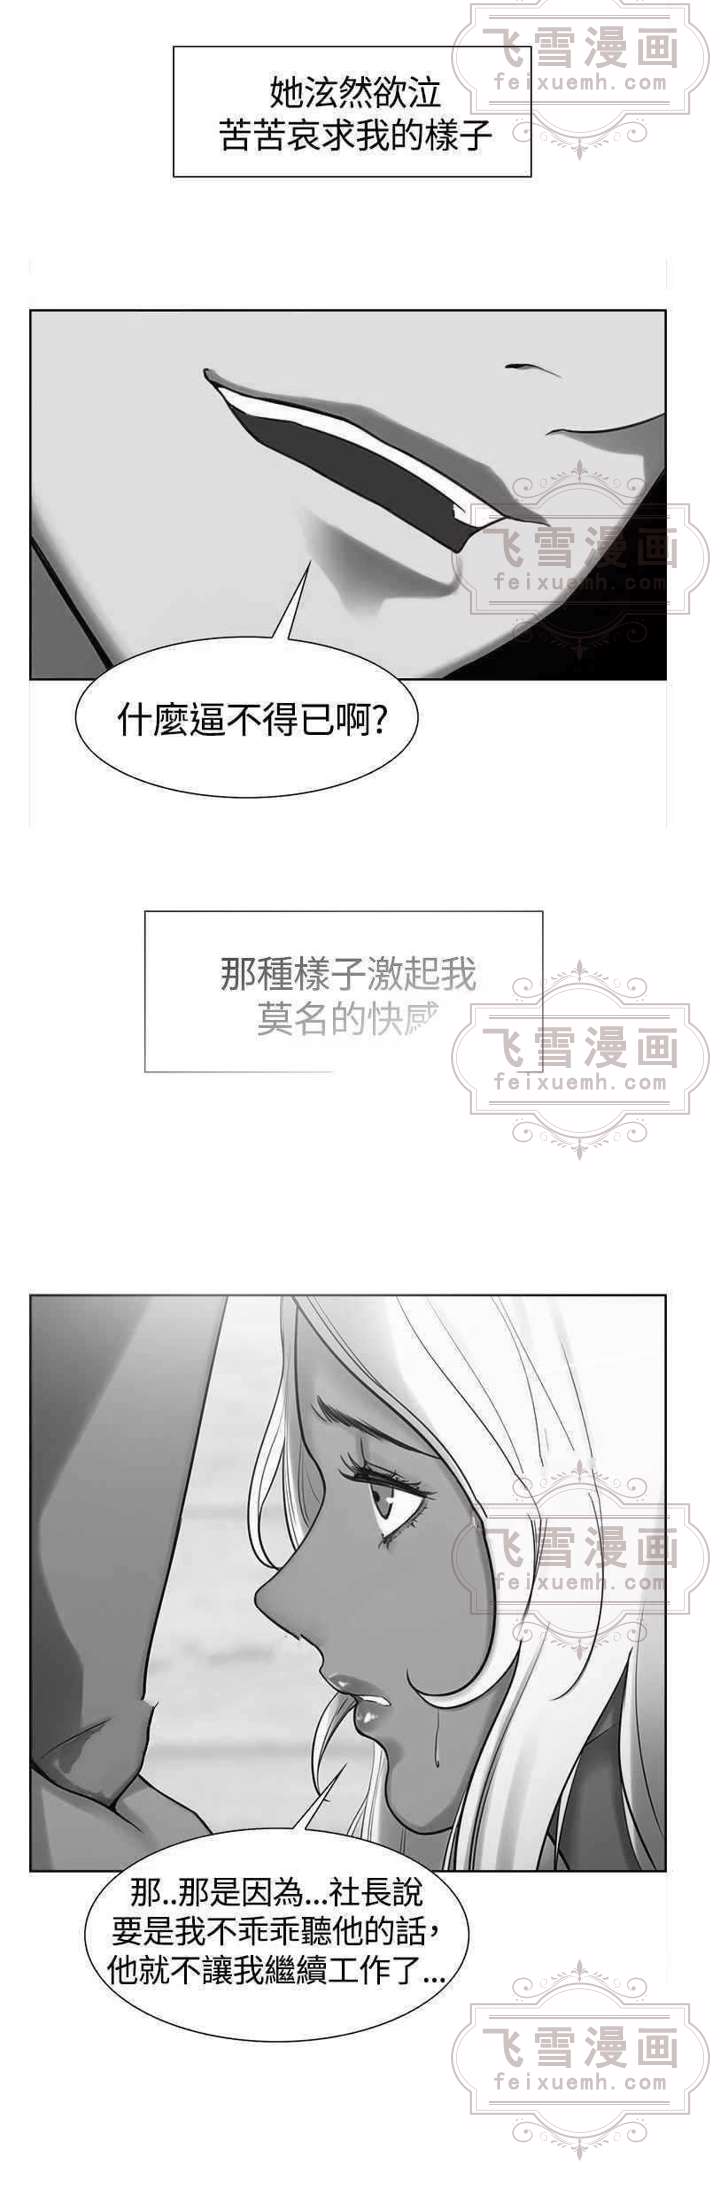 飞雪漫画
feixuemh.com
她泫然欲泣
苦苦哀求我的樣子
飞雪漫画
feixuemh.com
什麼逼不得已啊?
那種樣子激起我
莫名的快感
飞雪漫画
feixuemh.com
飞雪漫画
feixuemh.com
那..那是因為...社長說
要是我不乖乖聽他的話，
他就不讓我繼續工作了...
飞雪漫画
feixuemh.com